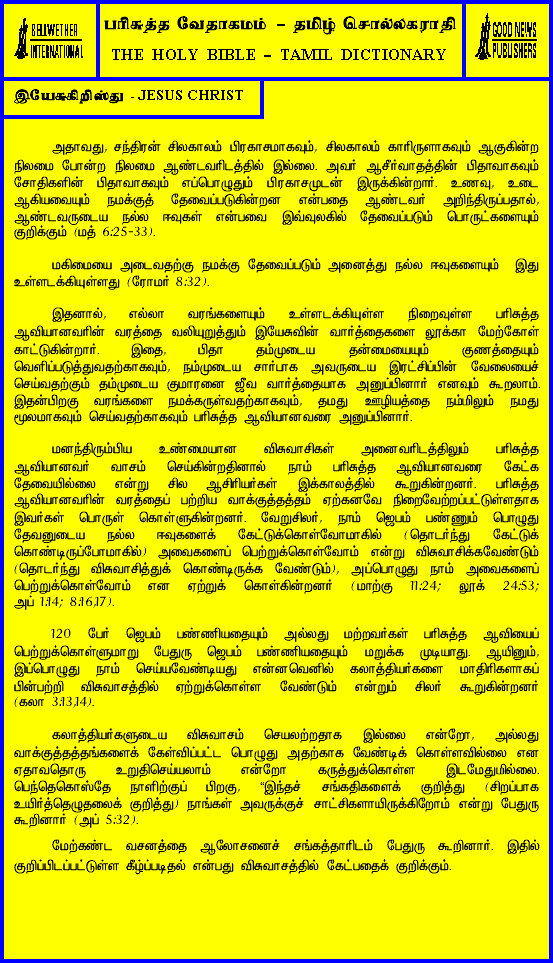 BELLWETHER
INTERNATIONAL
பரிசுத்த வேதாகமம் – தமிழ் சொல்லகராதி
THE HOLY BIBLE – TAMIL DICTIONARY
GOOD NEWS
PUBLISHERS
இயேசுகிறிஸ்து - JESUS CHRIST
அதாவது, சந்திரன் சிலகாலம் பிரகாசமாகவும், சிலகாலம் காரிருளாகவும் ஆகுகின்ற
நிலமை போன்ற நிலமை ஆண்டவரிடத்தில் இல்லை. அவர் ஆசீர்வாதத்தின் பிதாவாகவும்
சோதிகளின் பிதாவாகவும் எப்பொழுதும் பிரகாசமுடன் இருக்கின்றார். உணவு, உடை
ஆகியவையும் நமக்குத் தேவைப்படுகின்றன என்பதை ஆண்டவர் அறிந்திருப்பதால்,
ஆண்டவருடைய நல்ல ஈவுகள் என்பவை இவ்வுலகில் தேவைப்படும் பொருட்களையும்
குறிக்கும் (மத் 6:25-33).
மகிமையை அடைவதற்கு நமக்கு தேவைப்படும் அனைத்து நல்ல ஈவுகளையும் இது
உள்ளடக்கியுள்ளது (ரோமர் 8:32).
இதனால், எல்லா வரங்களையும் உள்ளடக்கியுள்ள நிறைவுள்ள பரிசுத்த
ஆவியானவரின் வரத்தை வலியுறுத்தும் இயேசுவின் வார்த்தைகளை லூக்கா மேற்கோள்
காட்டுகின்றார். இதை, பிதா தம்முடைய தன்மையையும் குணத்தையும்
வெளிப்படுத்துவதற்காகவும், நம்முடைய சார்பாக அவருடைய இரட்சிப்பின் வேலையைச்
செய்வதற்கும் தம்முடைய குமாரனை ஜீவ வார்த்தையாக அனுப்பினார் எனவும் கூறலாம்.
இதன்பிறகு வரங்களை நமக்கருள்வதற்காகவும், தமது ஊழியத்தை நம்மிலும் நமது
மூலமாகவும் செய்வதற்காகவும் பரிசுத்த ஆவியானவரை அனுப்பினார்.
மனந்திரும்பிய உண்மையான விசுவாசிகள் அனைவரிடத்திலும் பரிசுத்த
ஆவியானவர் வாசம் செய்கின்றதினால் நாம் பரிசுத்த ஆவியானவரை கேட்க
தேவையில்லை என்று சில ஆசிரியர்கள் இக்காலத்தில் கூறுகின்றனர். பரிசுத்த
ஆவியானவரின் வரத்தைப் பற்றிய வாக்குத்தத்தம் ஏற்கனவே நிறைவேற்றப்பட்டுள்ளதாக
இவர்கள் பொருள் கொள்ளுகின்றனர். வேறுசிலர், நாம் ஜெபம் பண்ணும் பொழுது
தேவனுடைய நல்ல ஈவுகளைக் கேட்டுக்கொள்வோமாகில் (தொடர்ந்து கேட்டுக்
கொண்டிருப்போமாகில்) அவைகளைப் பெற்றுக்கொள்வோம் என்று விசுவாசிக்கவேண்டும்
(தொடர்ந்து விசுவாசித்துக் கொண்டிருக்க வேண்டும்), அப்பொழுது நாம் அவைகளைப்
பெற்றுக்கொள்வோம் என ஏற்றுக் கொள்கின்றனர் (மாற்கு 11:24; லூக் 24:53;
அப் 1:14; 8:16,17).
120 பேர் ஜெபம் பண்ணியதையும் அல்லது மற்றவர்கள் பரிசுத்த ஆவியைப்
பெற்றுக்கொள்ளுமாறு பேதுரு ஜெபம் பண்ணியதையும் மறுக்க முடியாது. ஆயினும்,
இப்பொழுது நாம் செய்யவேண்டியது என்னவெனில் கலாத்தியர்களை மாதிரிகளாகப்
பின்பற்றி விசுவாசத்தில் ஏற்றுக்கொள்ள வேண்டும் என்றும் சிலர் கூறுகின்றனர்
(கலா 3:13,14).
கலாத்தியர்களுடைய விசுவாசம் செயலற்றதாக இல்லை என்றோ, அல்லது
வாக்குத்தத்தங்களைக் கேள்விப்பட்ட பொழுது அதற்காக வேண்டிக் கொள்ளவில்லை என
ஏதாவதொரு உறுதிசெய்யலாம் என்றோ கருத்துக்கொள்ள இடமேதுமில்லை.
பெந்தெகொஸ்தே நாளிற்குப் பிறகு, "இந்தச் சங்கதிகளைக் குறித்து (சிறப்பாக
உயிர்த்தெழுதலைக் குறித்து) நாங்கள் அவருக்குச் சாட்சிகளாயிருக்கிறோம் என்று பேதுரு
கூறினார் (அப் 5:32).
மேற்கண்ட வசனத்தை ஆலோசனைச் சங்கத்தாரிடம் பேதுரு கூறினார். இதில்
குறிப்பிடப்பட்டுள்ள கீழ்ப்படிதல் என்பது விசுவாசத்தில் கேட்பதைக் குறிக்கும்.